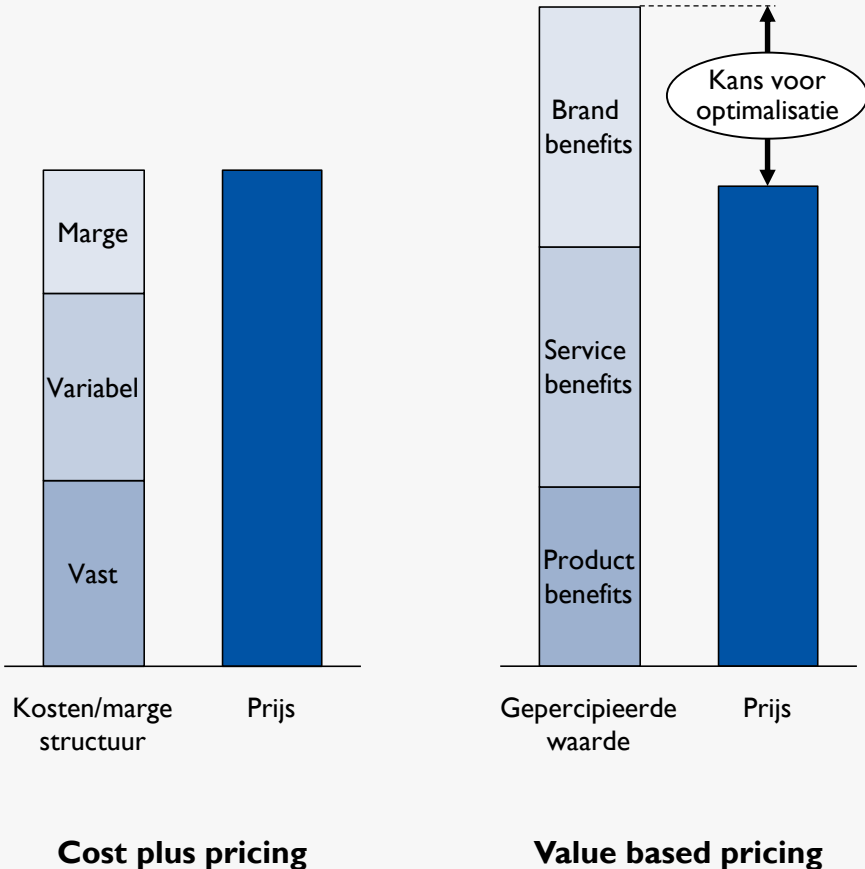 Marge
Variabel
Vast
Kosten/marge
structuur
Prijs
Cost plus pricing
Kans voor
optimalisatie
Brand
benefits
Service
benefits
Product
benefits
Gepercipieerde
waarde
Prijs
Value based pricing